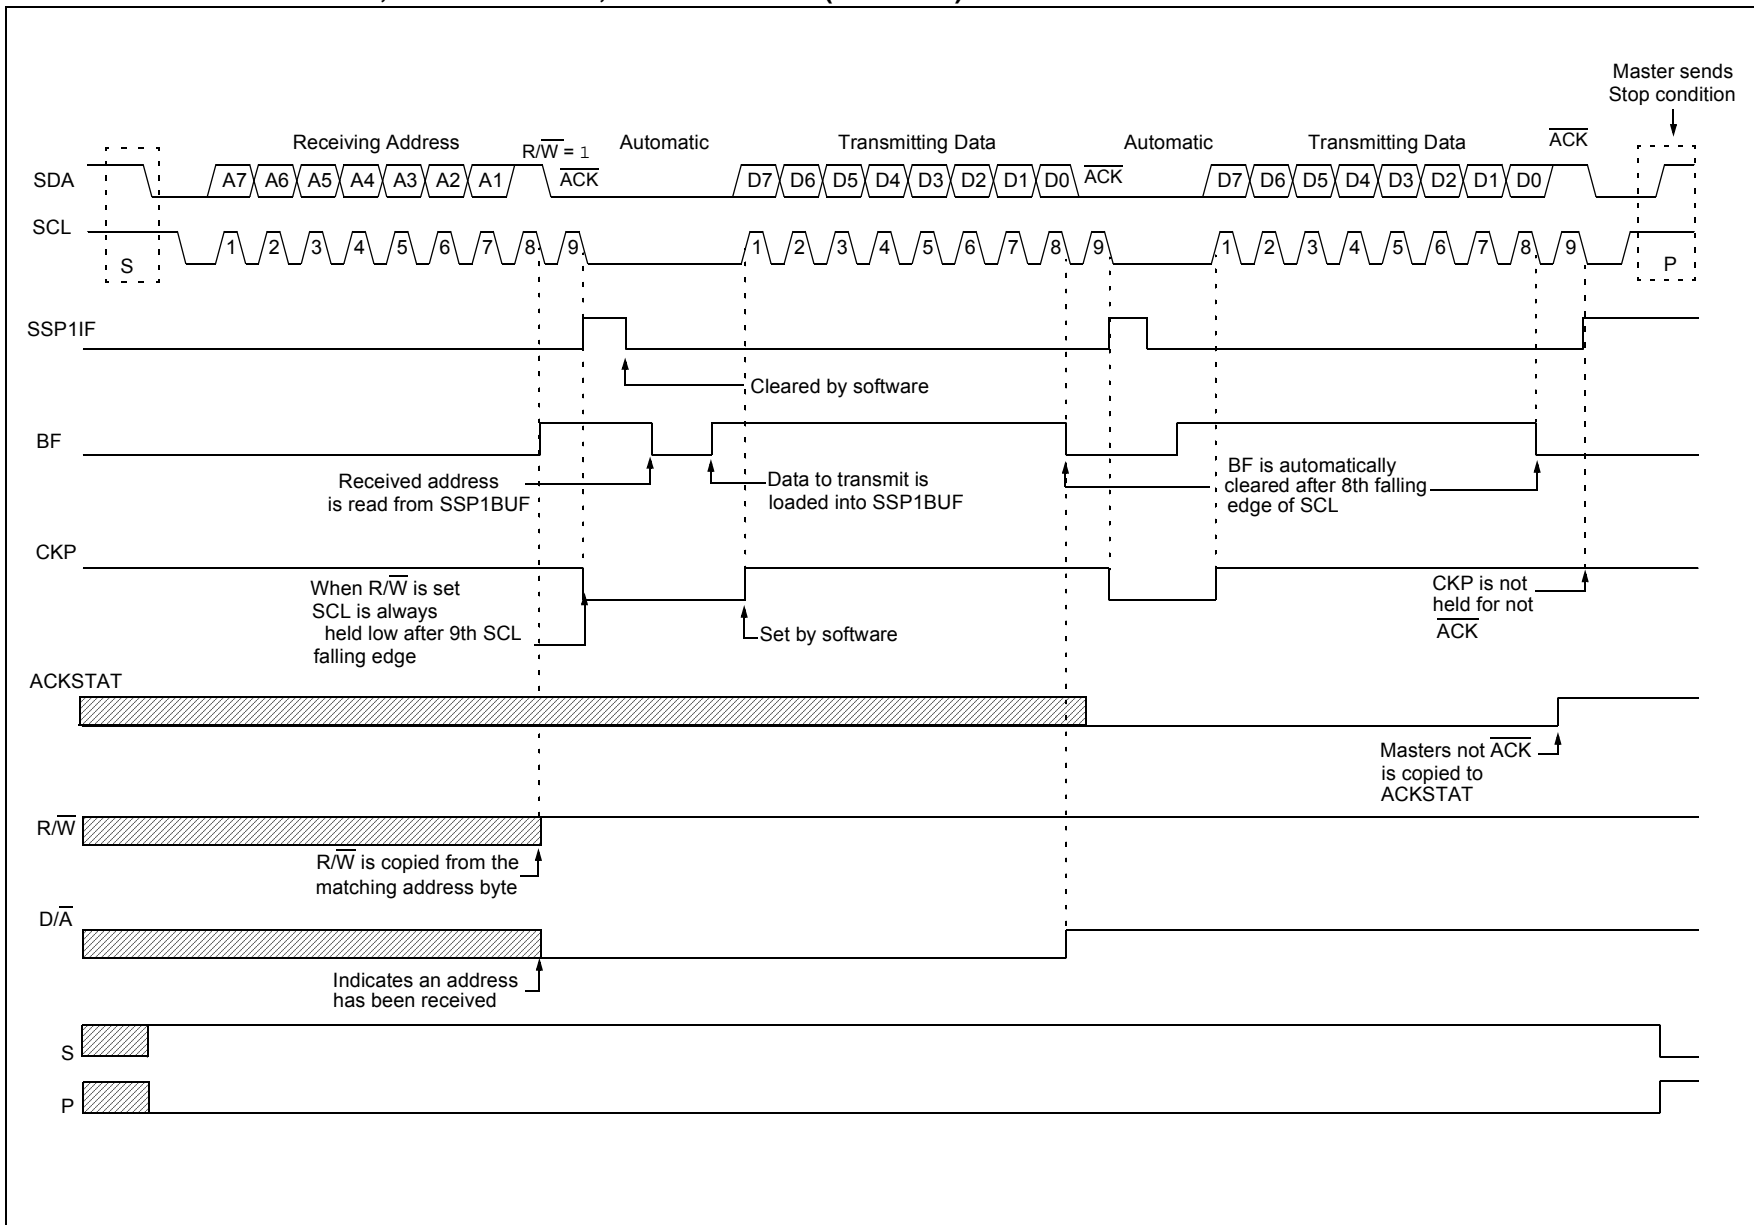 Master sends
Stop condition
Receiving Address
R/W̅ = 1
Automatic
Transmitting Data
Automatic
Transmitting Data
A̅C̅K̅
SDA
A7 A6 A5 A4 A3 A2 A1
A̅C̅K̅
D7 D6 D5 D4 D3 D2 D1 D0
A̅C̅K̅
D7 D6 D5 D4 D3 D2 D1 D0
SCL
S
1 2 3 4 5 6 7 8 9
1 2 3 4 5 6 7 8 9
1 2 3 4 5 6 7 8 9
P
SSP1IF
Cleared by software
BF
Received address
is read from SSP1BUF
Data to transmit is
loaded into SSP1BUF
BF is automatically
cleared after 8th falling
edge of SCL
CKP
When R/W̅ is set
SCL is always
held low after 9th SCL
falling edge
Set by software
CKP is not
held for not
A̅C̅K̅
ACKSTAT
Masters not A̅C̅K̅
is copied to
ACKSTAT
R/W̅
R/W̅ is copied from the
matching address byte
D/A̅
Indicates an address
has been received
S
P